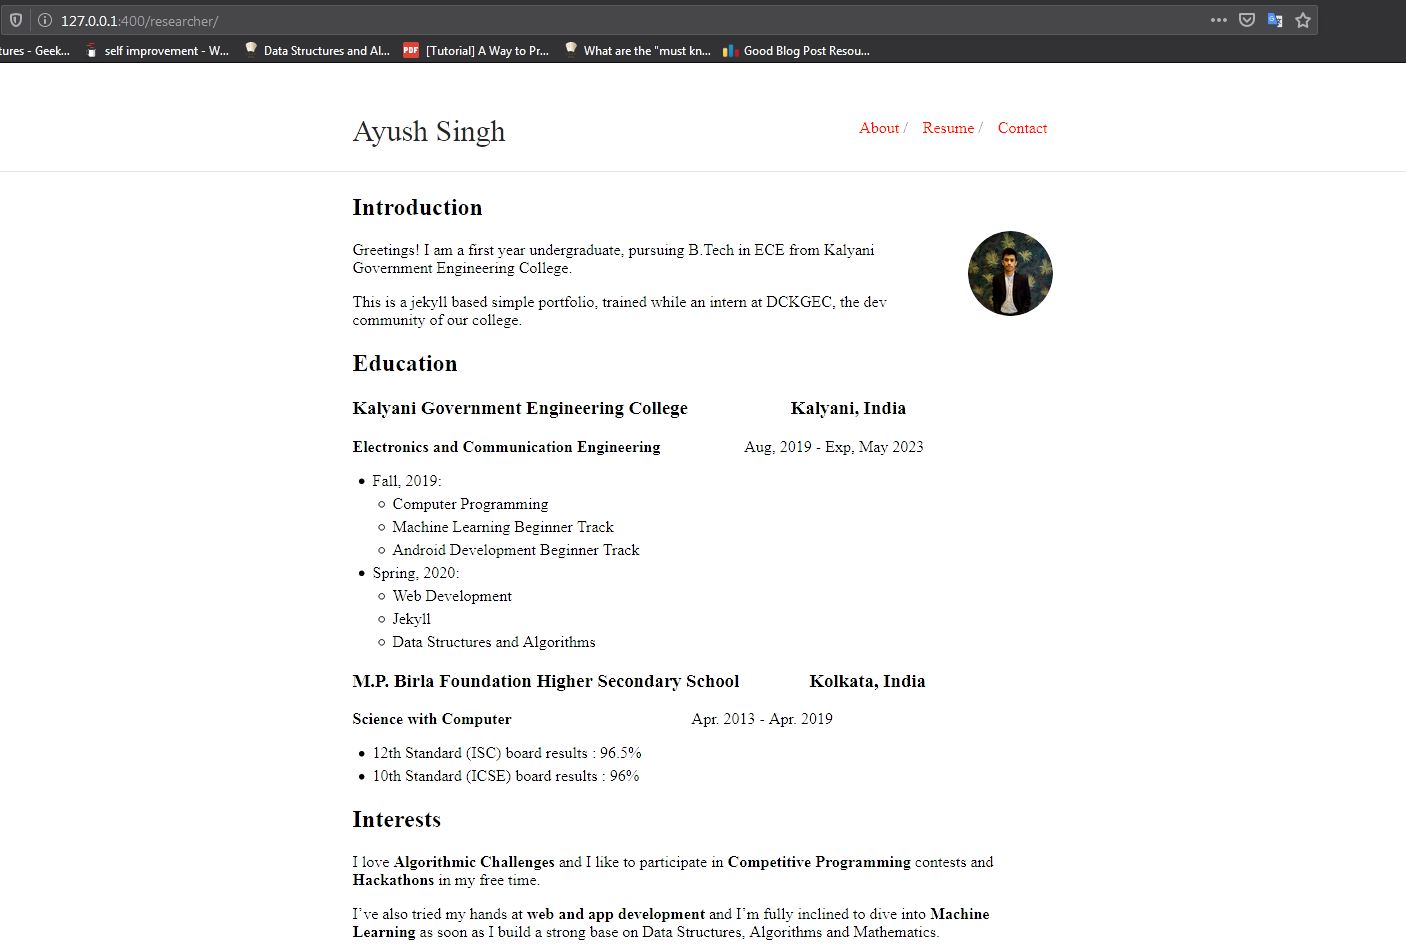 127.0.0.1:400/researcher/
tures - Geek... self improvement - W... Data Structures and Al... PDF [Tutorial] A Way to Pr... What are the "must kn... Good Blog Post Resou...
Ayush Singh
About / Resume / Contact
Introduction
Greetings! I am a first year undergraduate, pursuing B.Tech in ECE from Kalyani
Government Engineering College.
This is a jekyll based simple portfolio, trained while an intern at DCKGEC, the dev
community of our college.
Education
Kalyani Government Engineering College Kalyani, India
Electronics and Communication Engineering Aug, 2019 - Exp, May 2023
Fall, 2019:
Computer Programming
Machine Learning Beginner Track
Android Development Beginner Track
Spring, 2020:
Web Development
Jekyll
Data Structures and Algorithms
M.P. Birla Foundation Higher Secondary School Kolkata, India
Science with Computer Apr. 2013 - Apr. 2019
12th Standard (ISC) board results : 96.5%
10th Standard (ICSE) board results : 96%
Interests
I love Algorithmic Challenges and I like to participate in Competitive Programming contests and
Hackathons in my free time.
I've also tried my hands at web and app development and I'm fully inclined to dive into Machine
Learning as soon as I build a strong base on Data Structures, Algorithms and Mathematics.